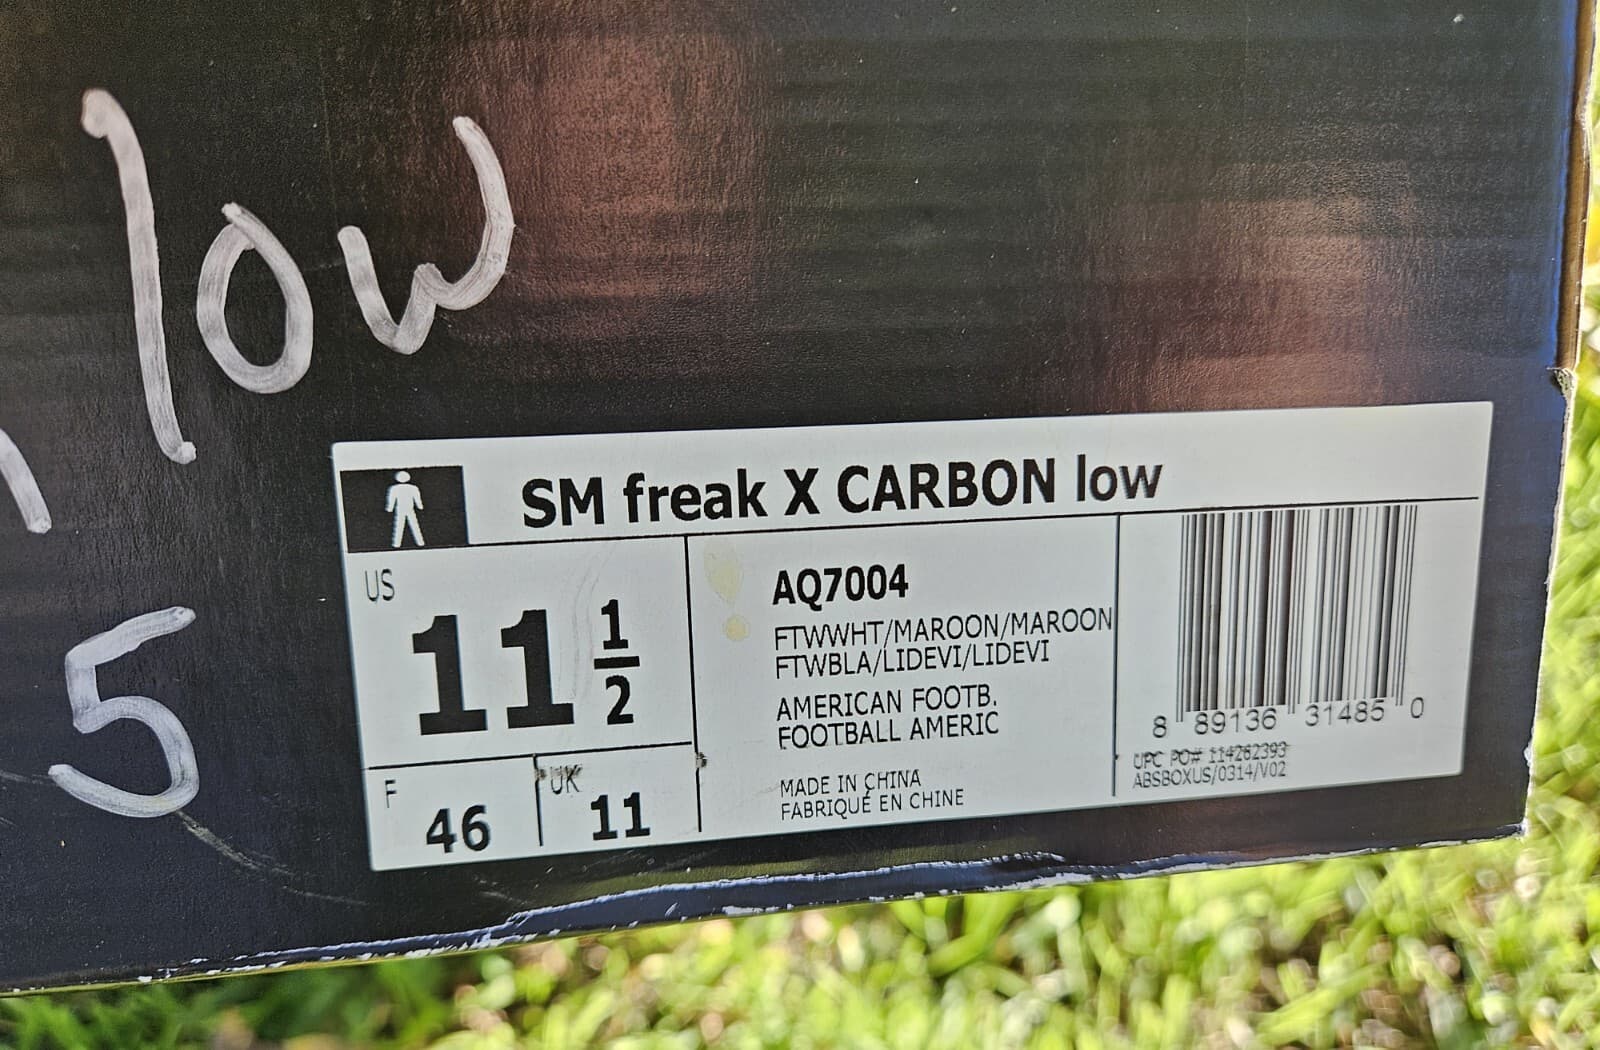 low
5
SM freak X CARBON low
US
11 1/2
F
46
UK
11
AQ7004
FTWWHT/MAROON/MAROON
FTWBLA/LIDEVI/LIDEVI
AMERICAN FOOTB.
FOOTBALL AMERIC
MADE IN CHINA
FABRIQUÉ EN CHINE
8 89136 31485 0
UPC PO# 114262393
ABSBOXUS/0314/V02